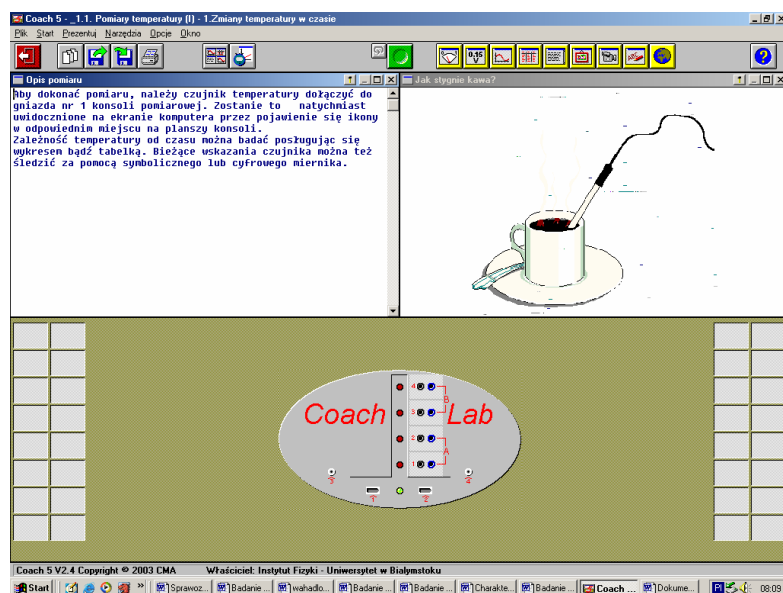 Coach 5 - _1.1. Pomiary temperatury (I) - 1.Zmiany temperatury w czasie
Plik Start Prezentuj Narzędzia Opcje Okno
0,15
Opis pomiaru
Aby dokonać pomiaru, należy czujnik temperatury dołączyć do
gniazda nr 1 konsoli pomiarowej. Zostanie to natychmiast
uwidocznione na ekranie komputera przez pojawienie się ikony
w odpowiednim miejscu na planszy konsoli.
Zależność temperatury od czasu można badać posługując się
wykresem bądź tabelką. Bieżące wskazania czujnika można też
śledzić za pomocą symbolicznego lub cyfrowego miernika.
Jak stygnie kawa?
4
B
Coach Lab
3
2
A
1
3 4
1 2
Coach 5 V2.4 Copyright © 2003 CMA Właściciel: Instytut Fizyki - Uniwersytet w Białymstoku
Start » Sprawoz... Badanie ... wahadło... Badanie ... Badanie ... Charakte... Badanie ... Coach ... Dokume... Pl 08:09